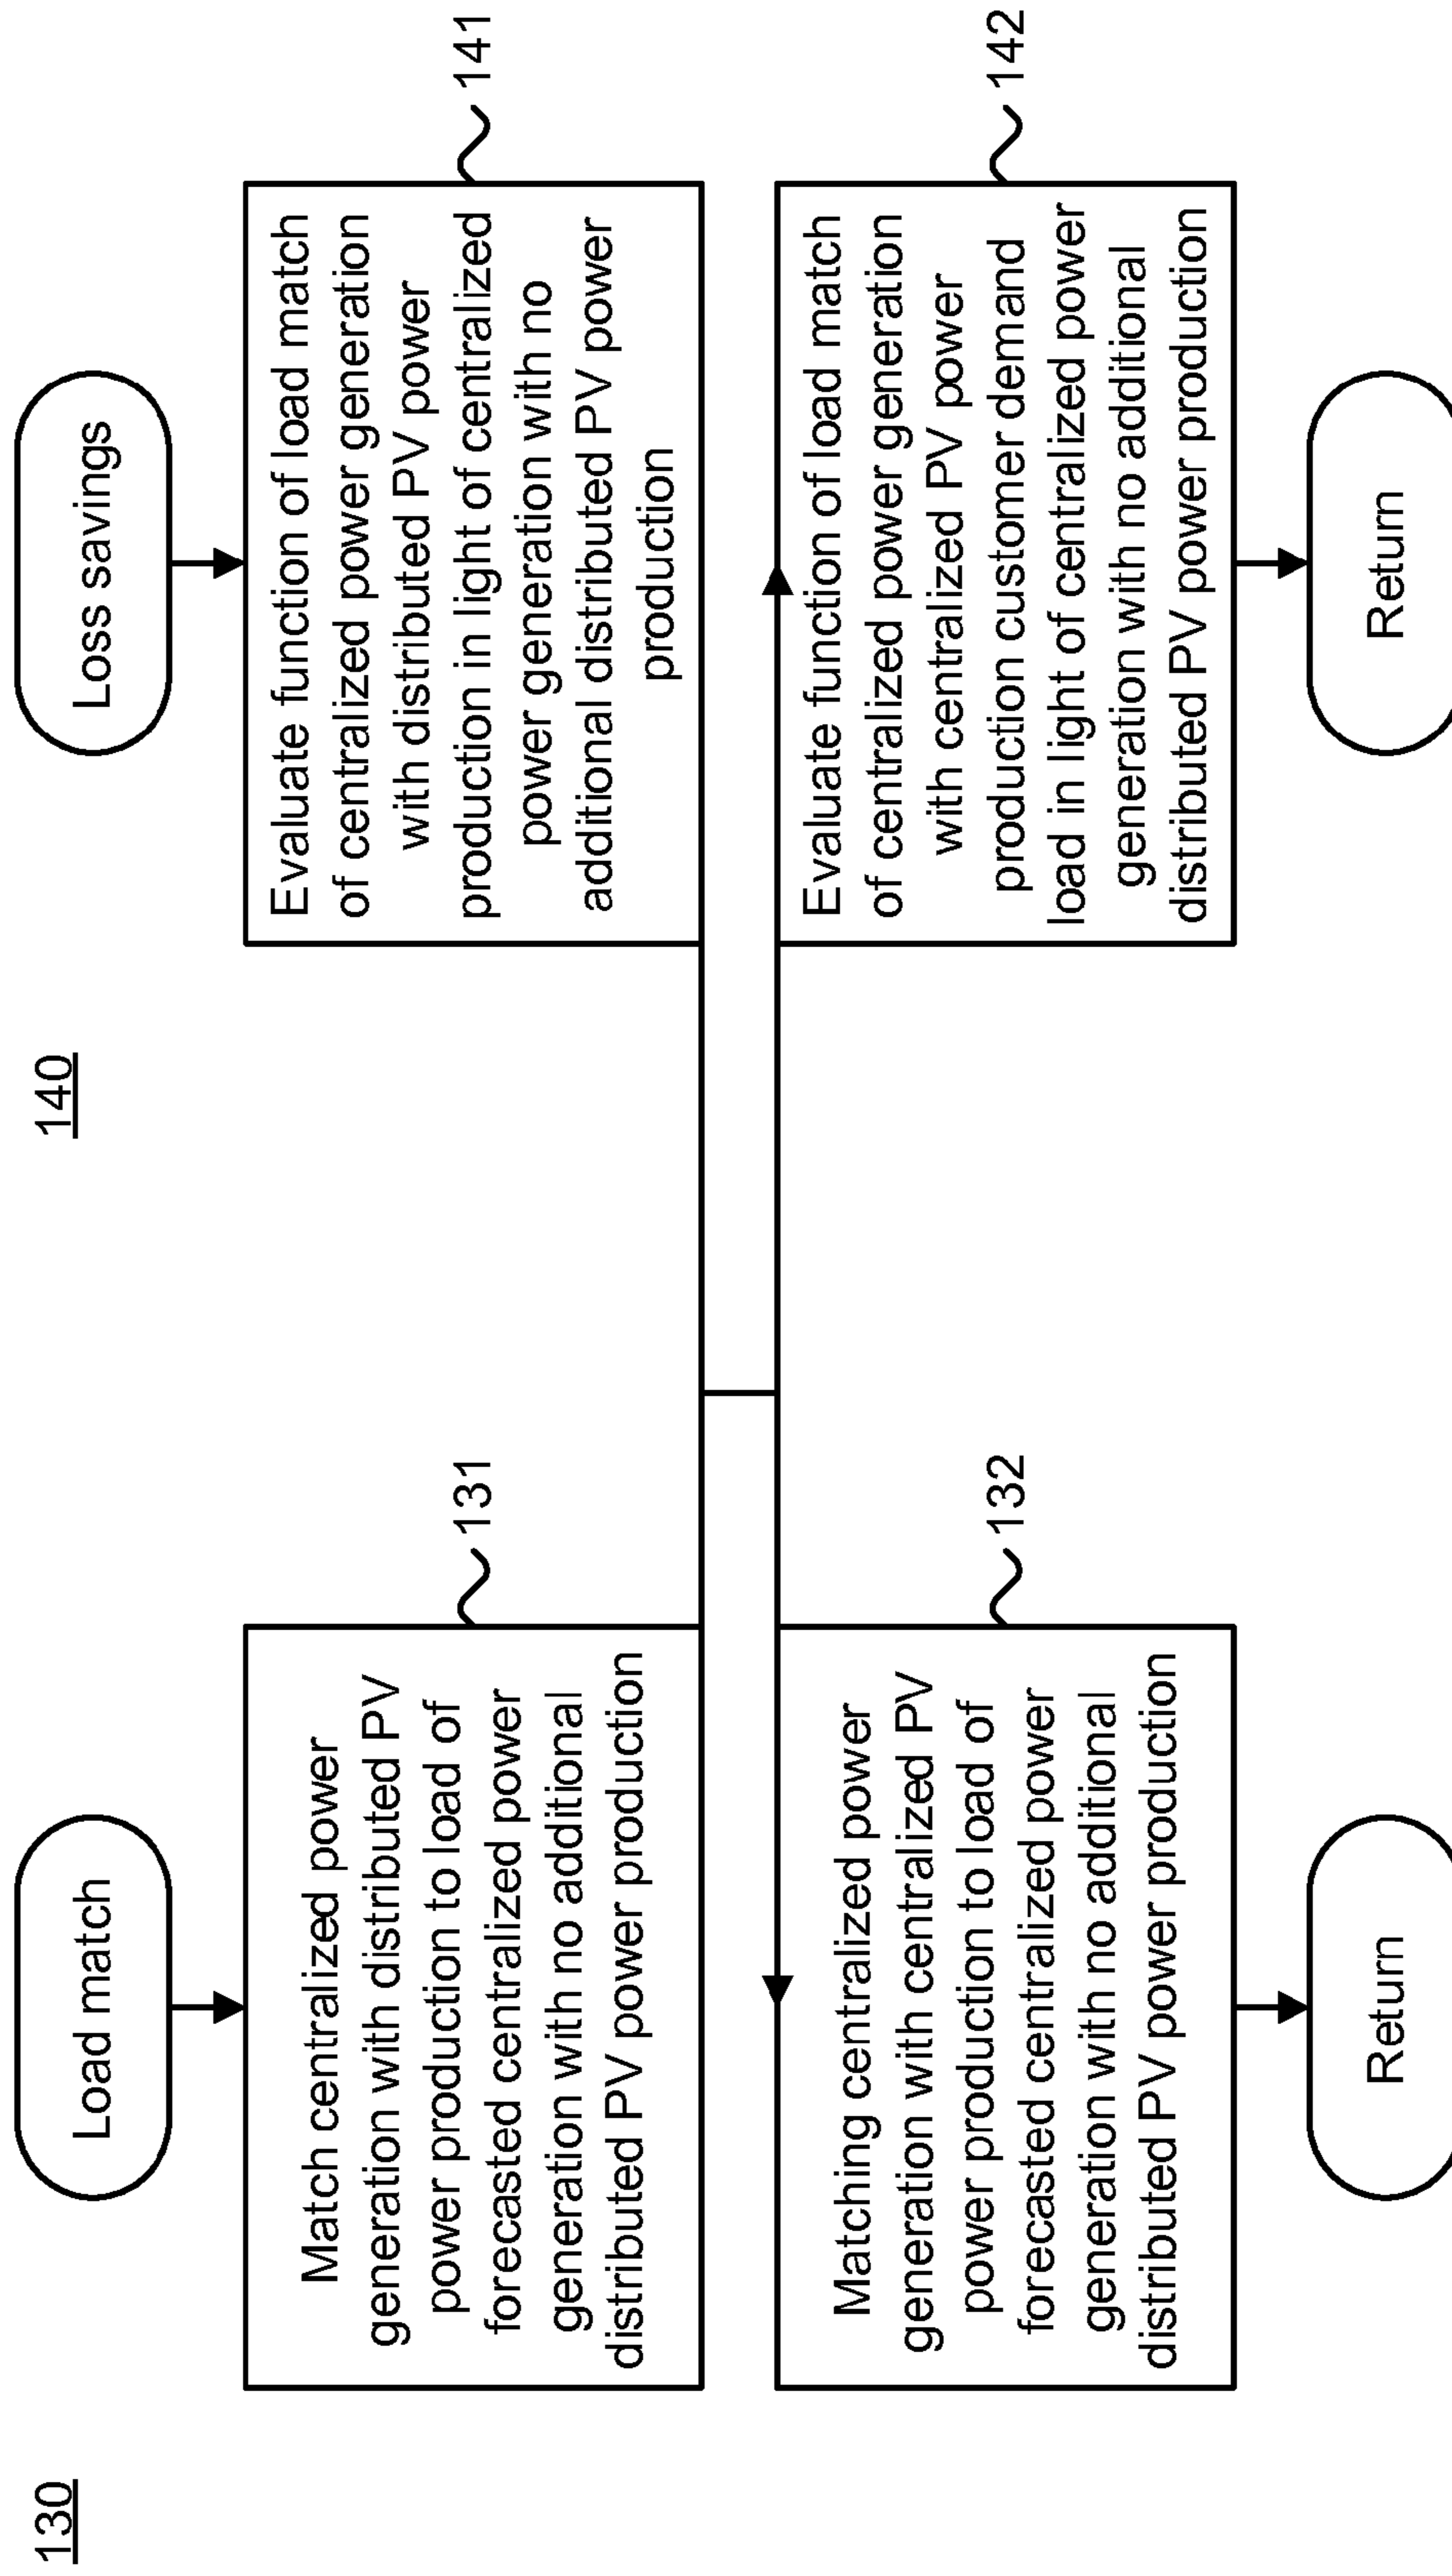 130
Load match
Match centralized power
generation with distributed PV
power production to load of
forecasted centralized power
generation with no additional
distributed PV power production
131
Matching centralized power
generation with centralized PV
power production to load of
forecasted centralized power
generation with no additional
distributed PV power production
132
Return
140
Loss savings
Evaluate function of load match
of centralized power generation
with distributed PV power
production in light of centralized
power generation with no
additional distributed PV power
production
141
Evaluate function of load match
of centralized power generation
with centralized PV power
production customer demand
load in light of centralized power
generation with no additional
distributed PV power production
142
Return